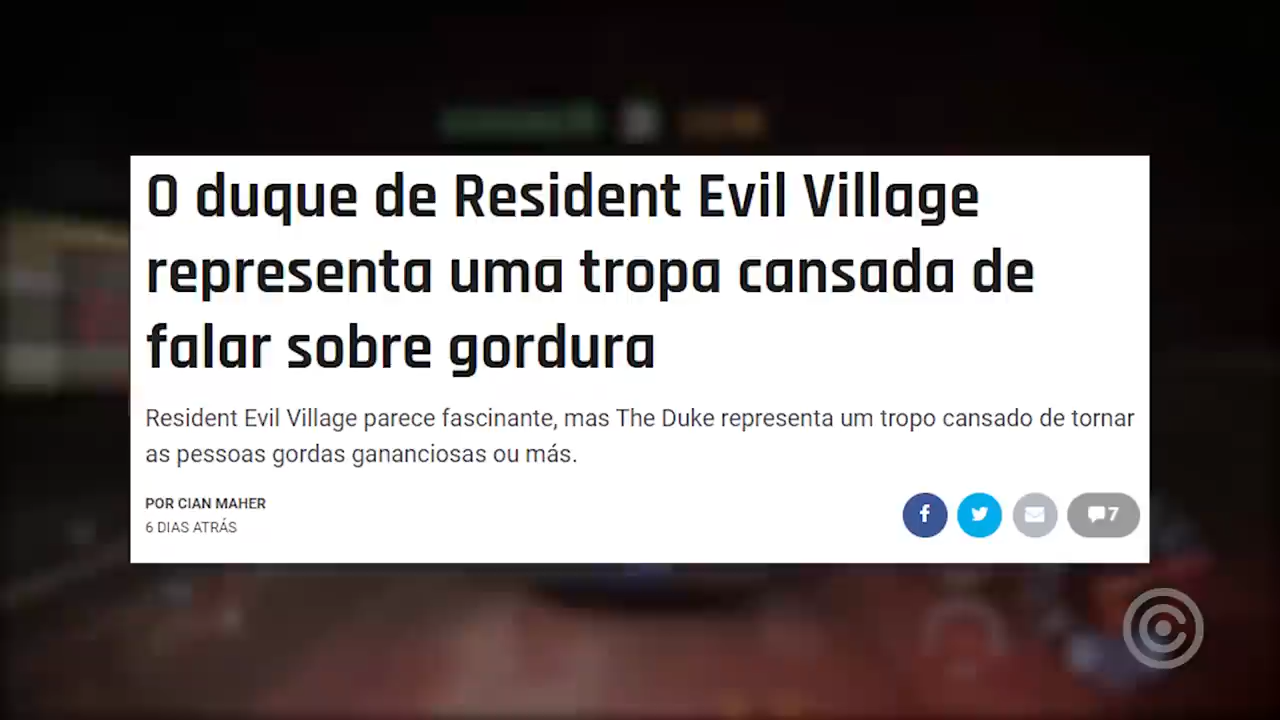 O duque de Resident Evil Village
representa uma tropa cansada de
falar sobre gordura
Resident Evil Village parece fascinante, mas The Duke representa um tropo cansado de tornar
as pessoas gordas gananciosas ou más.
POR CIAN MAHER
6 DIAS ATRÁS
7